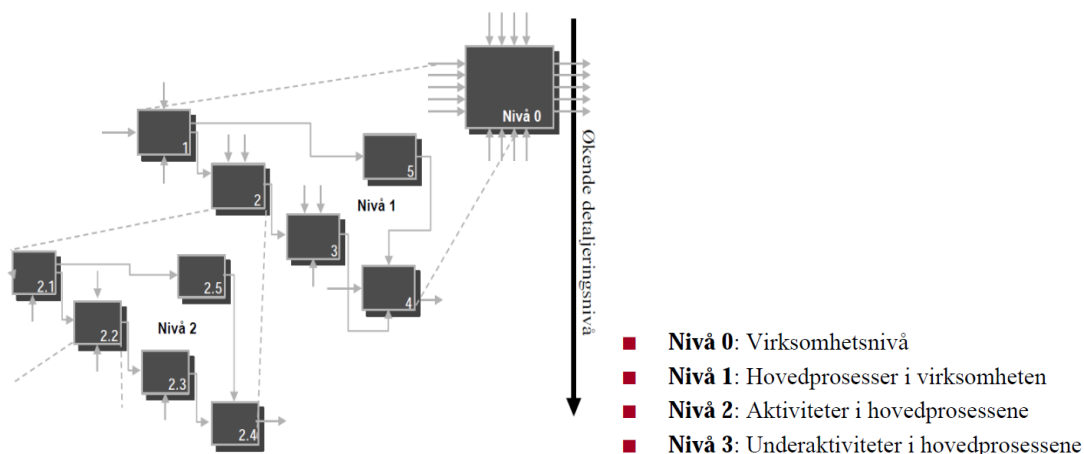 Nivå 0
1
5
2
Nivå 1
3
4
2.1
2.5
2.2
Nivå 2
2.3
2.4
Økende detaljeringsnivå
Nivå 0: Virksomhetsnivå
Nivå 1: Hovedprosesser i virksomheten
Nivå 2: Aktiviteter i hovedprosessene
Nivå 3: Underaktiviteter i hovedprosessene